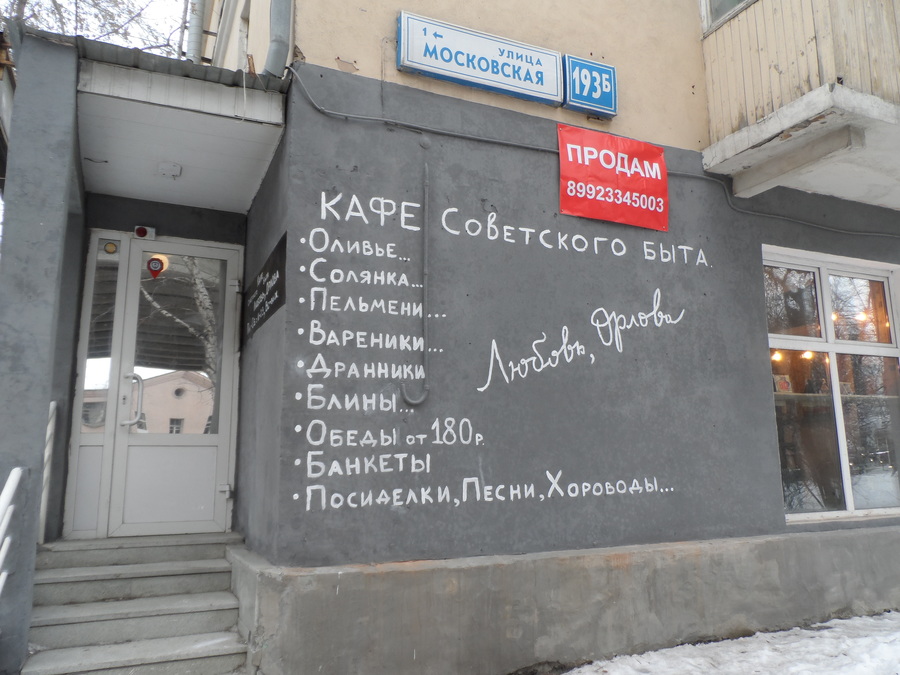 1 ← УЛИЦА
МОСКОВСКАЯ
193Б
ПРОДАМ
89923345003
КАФЕ СОВЕТСКОГО БЫТА.
• ОЛИВЬЕ...
• СОЛЯНКА...
• ПЕЛЬМЕНИ...
• ВАРЕНИКИ...
• ДРАННИКИ
• БЛИНЫ...
• ОБЕДЫ ОТ 180 Р.
• БАНКЕТЫ
• ПОСИДЕЛКИ, ПЕСНИ, ХОРОВОДЫ...
Любовь, Орлова